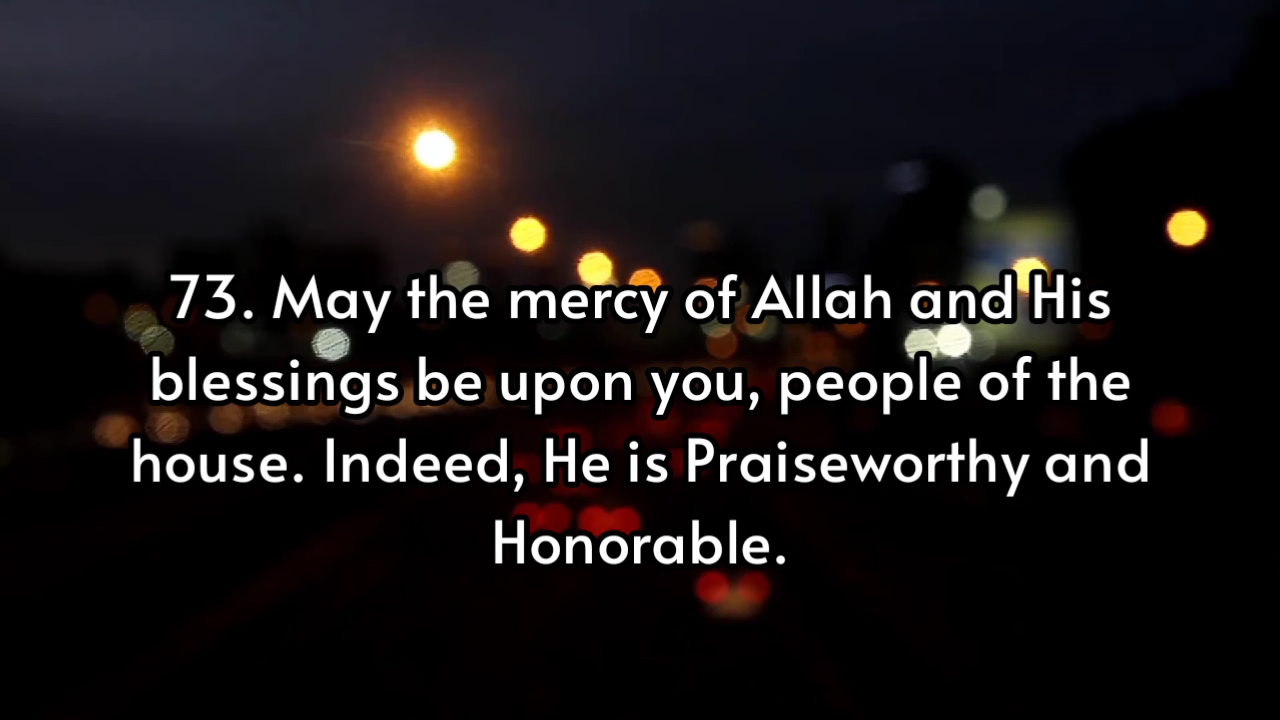 73. May the mercy of Allah and His
blessings be upon you, people of the
house. Indeed, He is Praiseworthy and
Honorable.